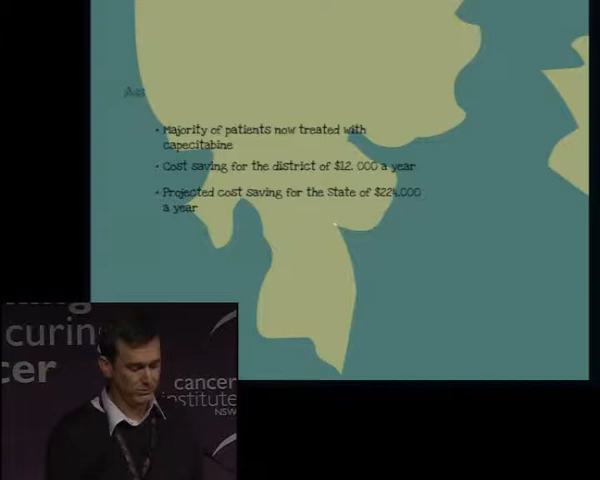 • Majority of patients now treated with
capecitabine
• Cost saving for the district of $12. 000 a year
• Projected cost saving for the State of $224.000
a year
curing
cer
cancer
institute
NSW